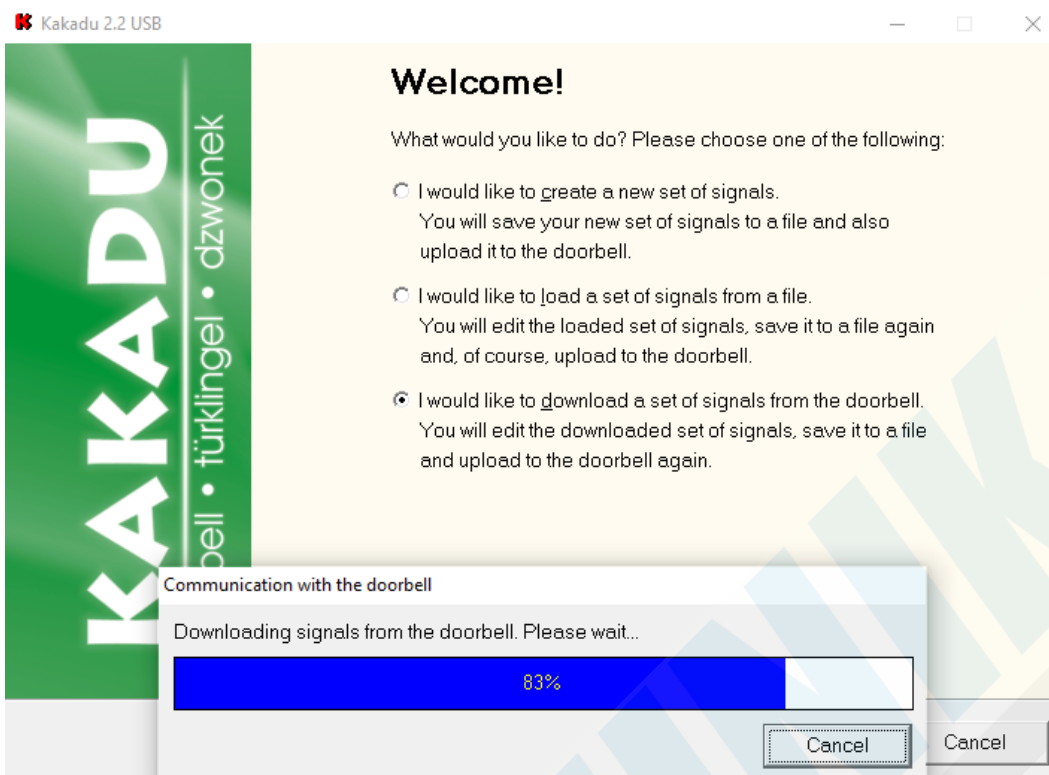 Kakadu 2.2 USB
KAKADU
bell • türklingel • dzwonek
Welcome!
What would you like to do? Please choose one of the following:
I would like to create a new set of signals.
You will save your new set of signals to a file and also
upload it to the doorbell.
I would like to load a set of signals from a file.
You will edit the loaded set of signals, save it to a file again
and, of course, upload to the doorbell.
I would like to download a set of signals from the doorbell.
You will edit the downloaded set of signals, save it to a file
and upload to the doorbell again.
Communication with the doorbell
Downloading signals from the doorbell. Please wait...
83%
Cancel
Cancel